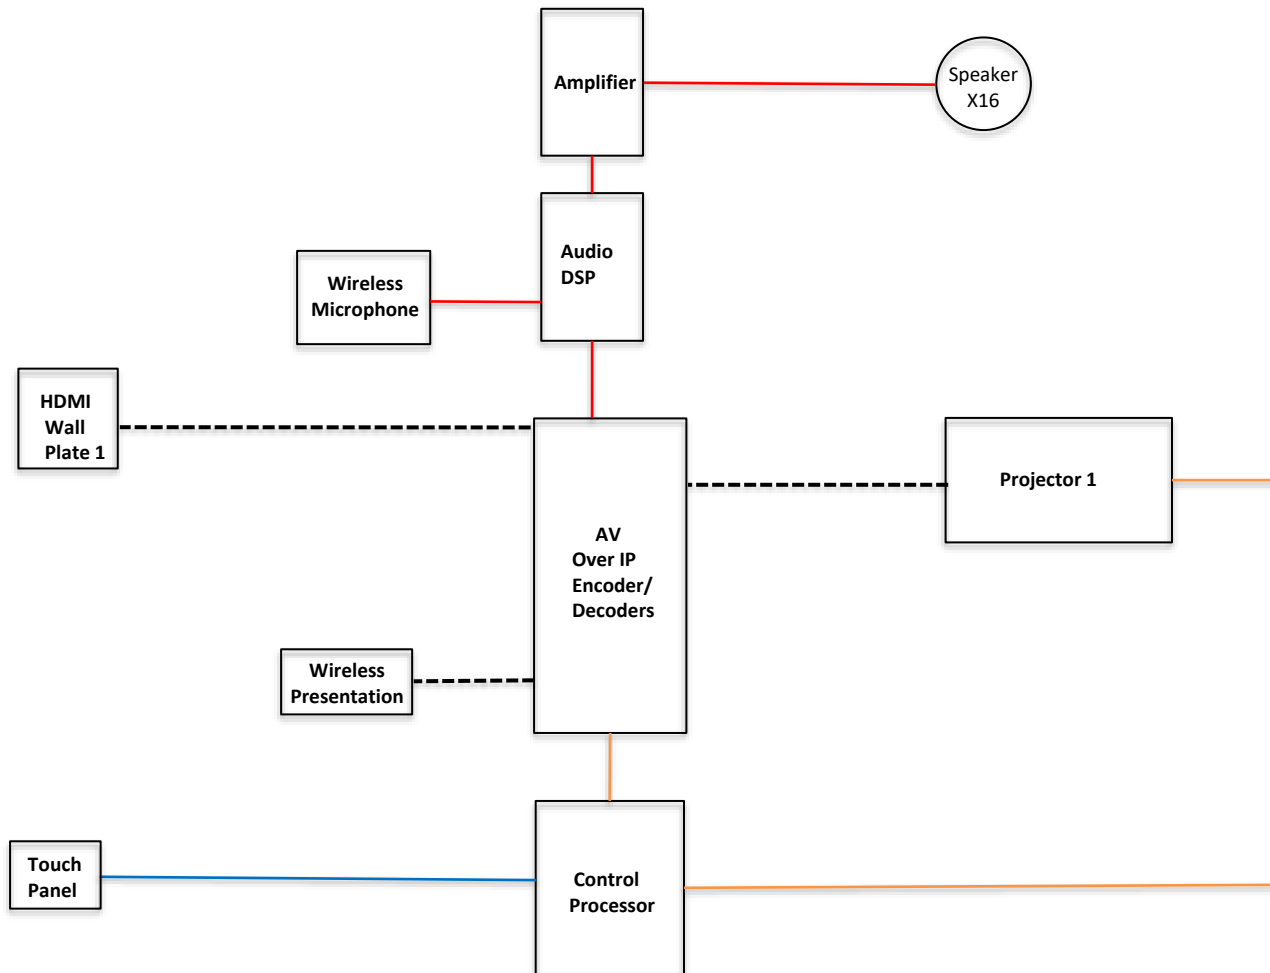 Amplifier
Speaker
X16
Audio
DSP
Wireless
Microphone
HDMI
Wall
Plate 1
Projector 1
AV
Over IP
Encoder/
Decoders
Wireless
Presentation
Touch
Panel
Control
Processor